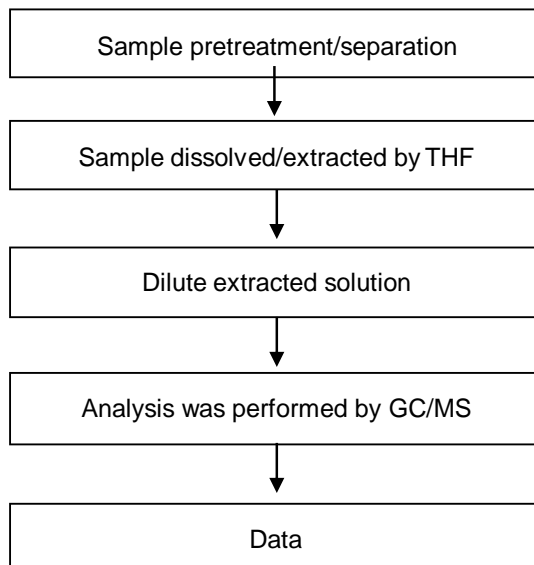 Sample pretreatment/separation
Sample dissolved/extracted by THF
Dilute extracted solution
Analysis was performed by GC/MS
Data